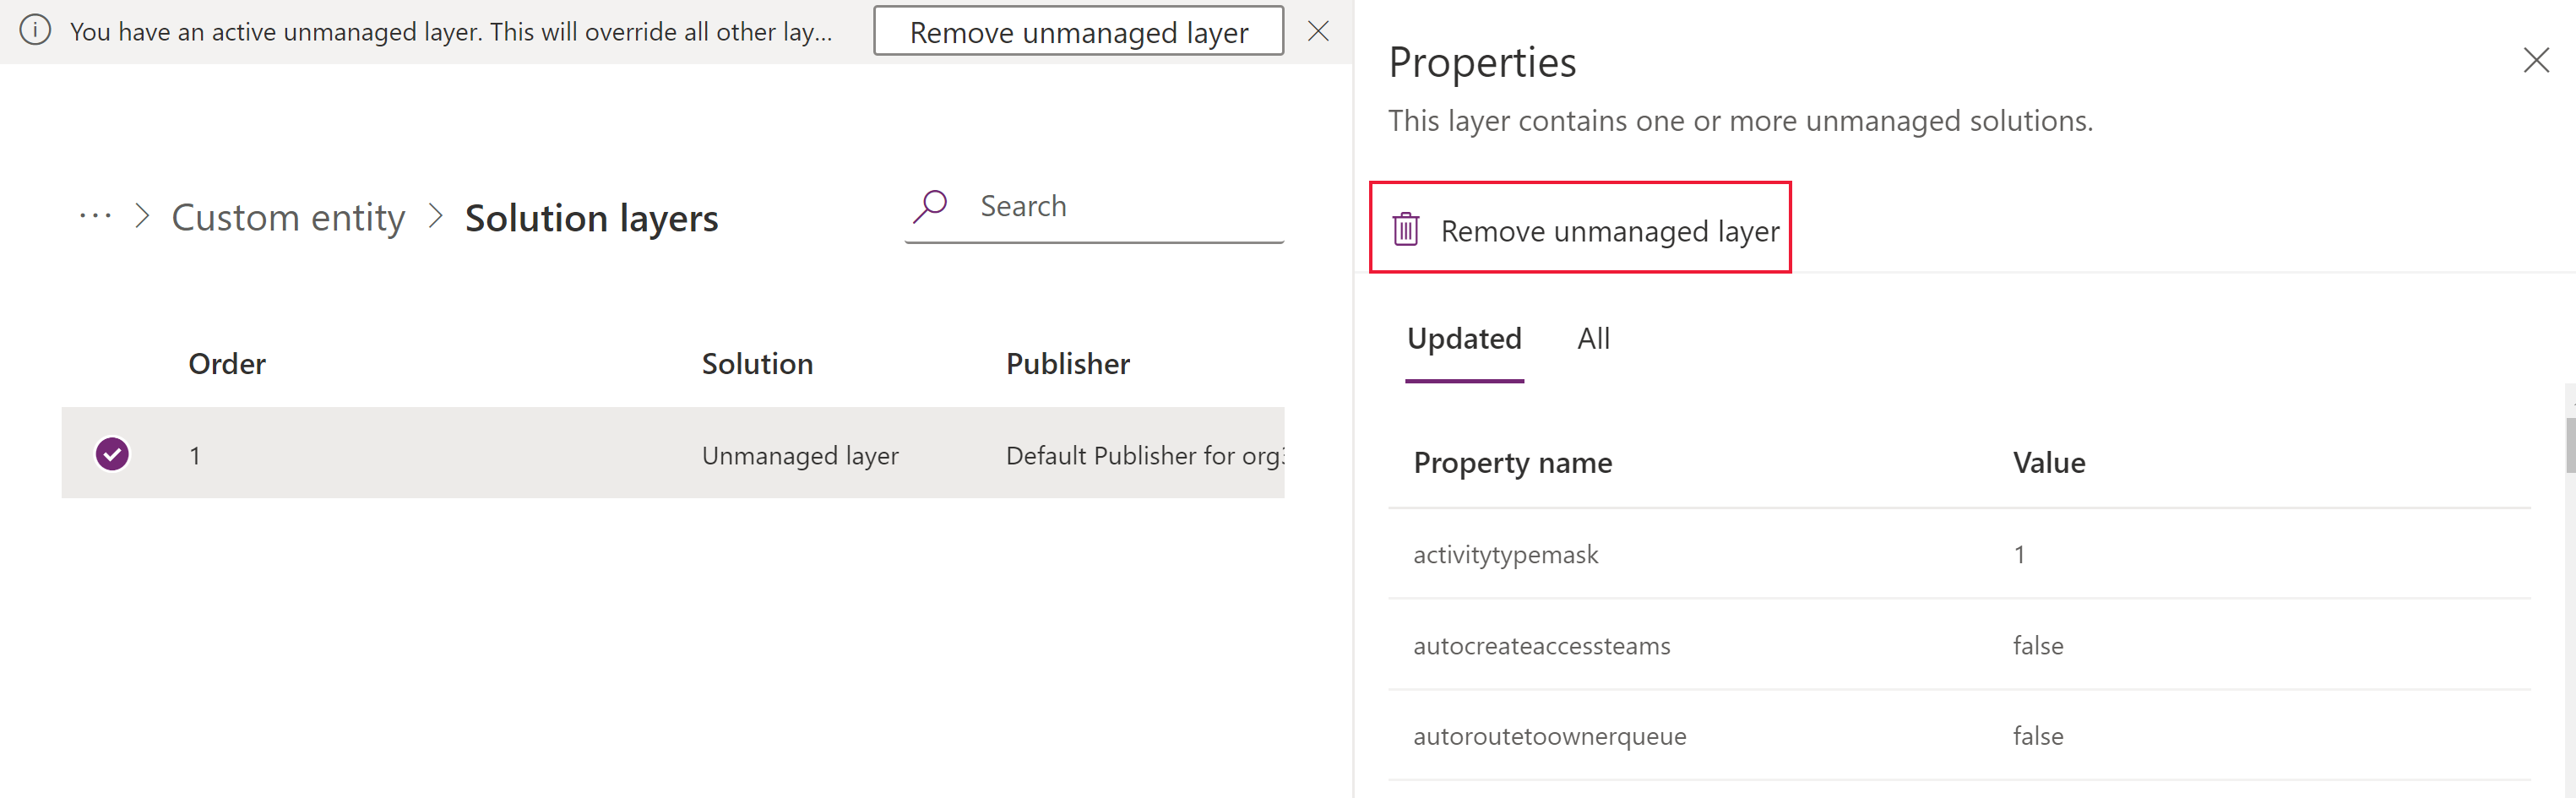 You have an active unmanaged layer. This will override all other lay...
Remove unmanaged layer
... > Custom entity > Solution layers
Search
Order Solution Publisher
1 Unmanaged layer Default Publisher for org
Properties
This layer contains one or more unmanaged solutions.
Remove unmanaged layer
Updated All
Property name Value
activitytypemask 1
autocreateaccessteams false
autoroutetoownerqueue false